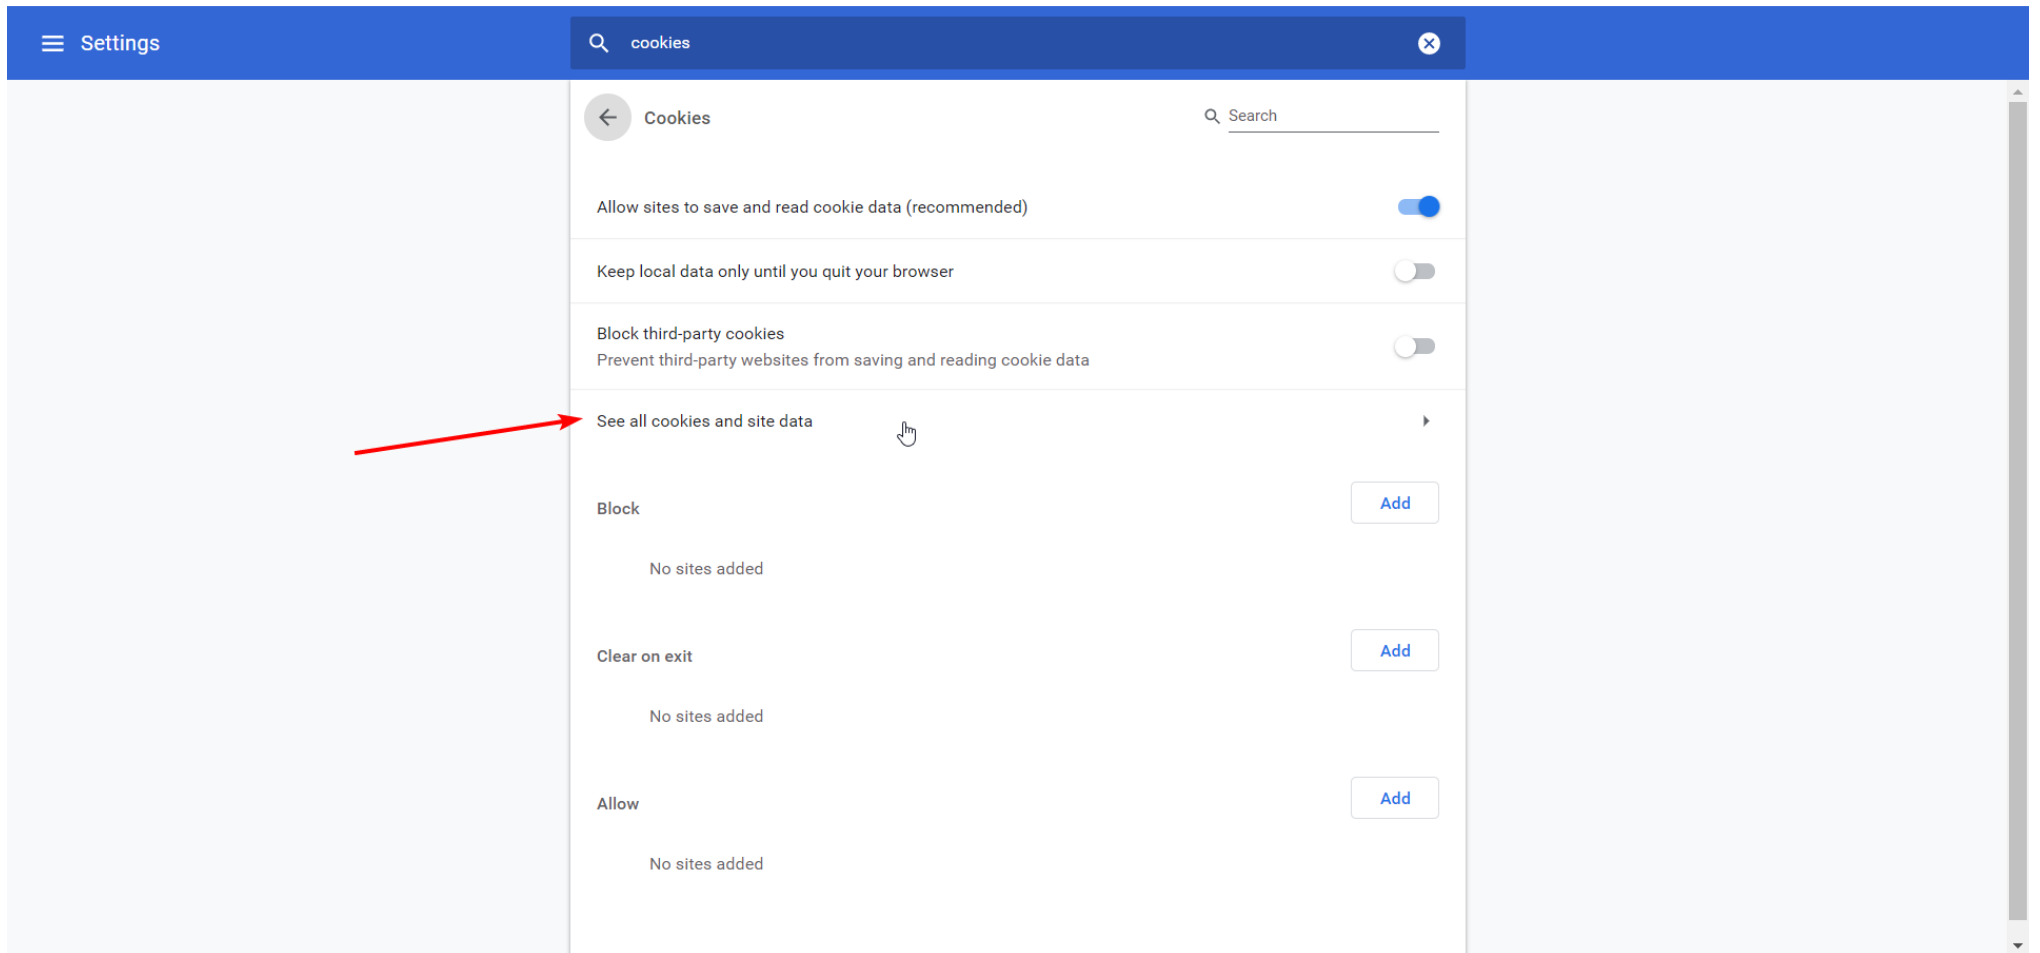 Settings
cookies
Cookies
Search
Allow sites to save and read cookie data (recommended)
Keep local data only until you quit your browser
Block third-party cookies
Prevent third-party websites from saving and reading cookie data
See all cookies and site data
Block
Add
No sites added
Clear on exit
Add
No sites added
Allow
Add
No sites added